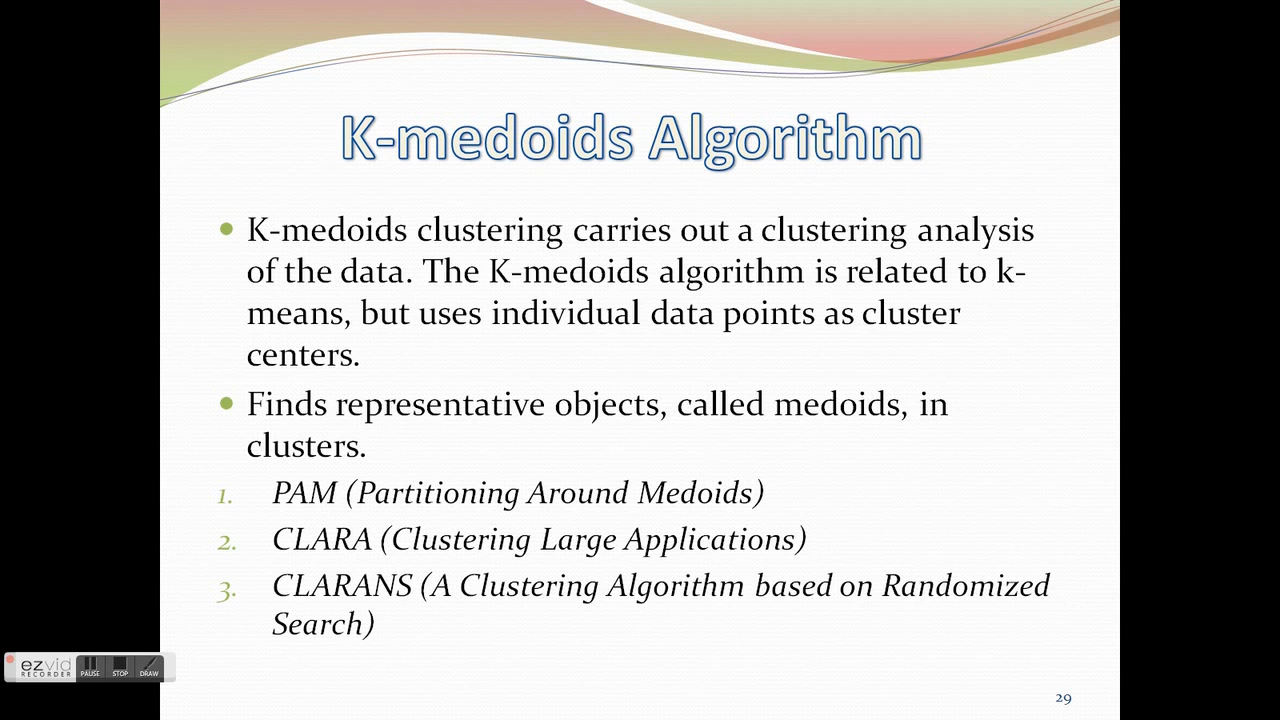 K-medoids Algorithm
• K-medoids clustering carries out a clustering analysis
of the data. The K-medoids algorithm is related to k-
means, but uses individual data points as cluster
centers.
• Finds representative objects, called medoids, in
clusters.
1. PAM (Partitioning Around Medoids)
2. CLARA (Clustering Large Applications)
3. CLARANS (A Clustering Algorithm based on Randomized
Search)
ezvid
RECORDER
PAUSE STOP DRAW
29